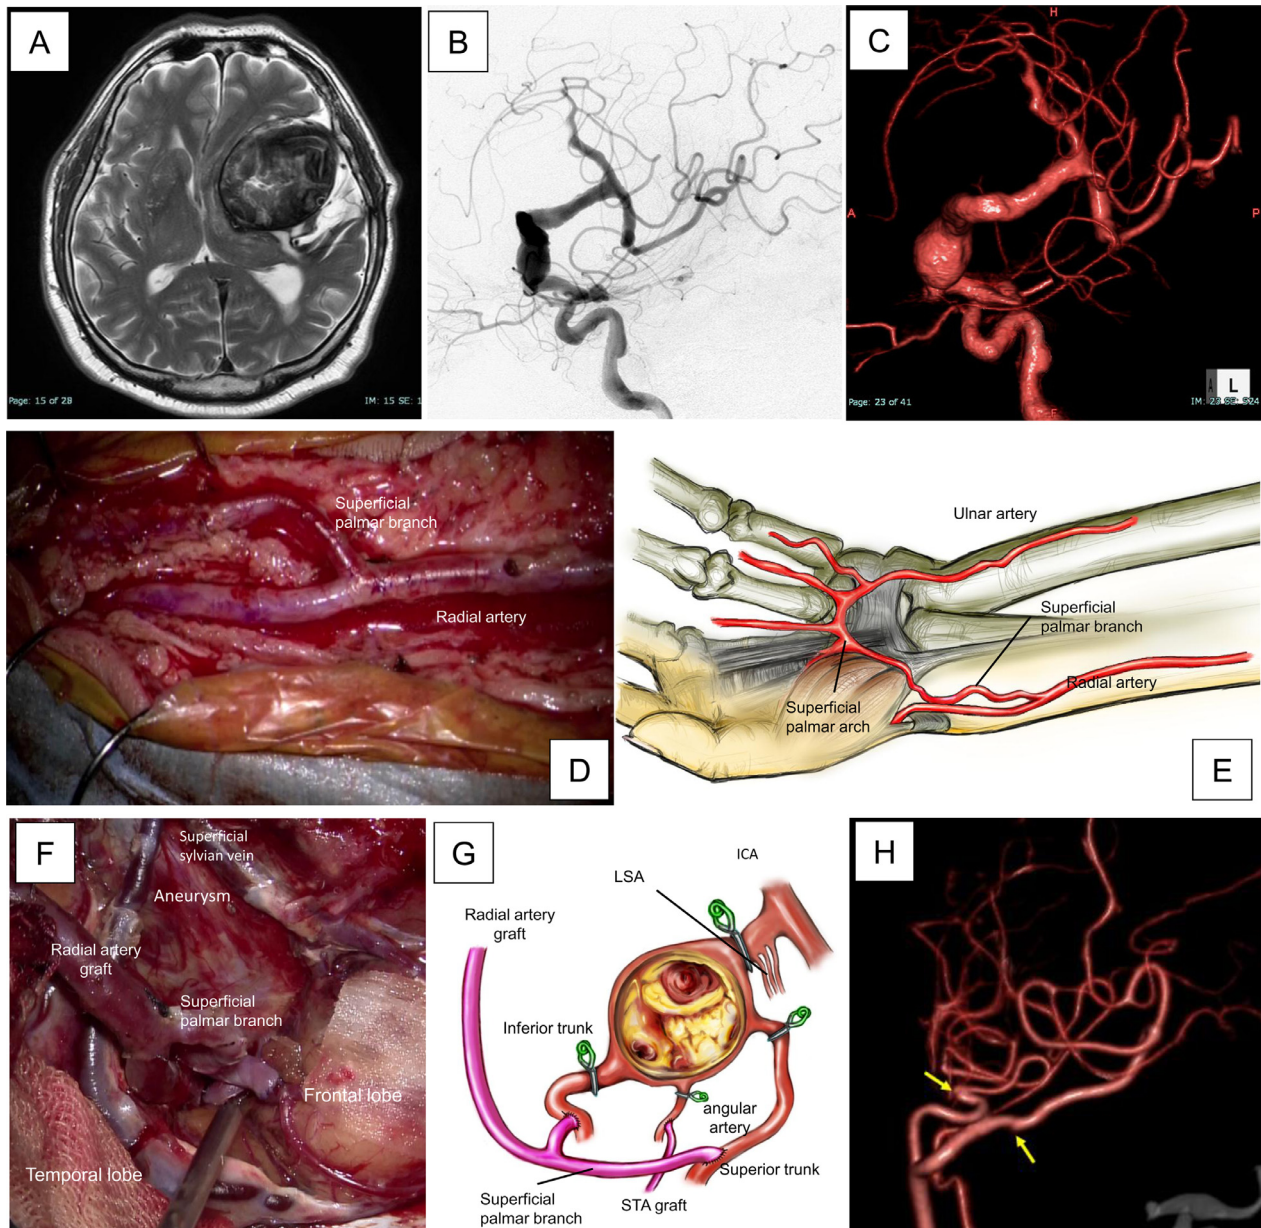 A
B
C
H
A
P
F
L
A
Page: 15 of 28
IM: 15 SE: 1
Page: 23 of 41
IM: 23 SE: 524
Superficial
palmar branch
Radial artery
D
Ulnar artery
Superficial
palmar branch
Radial artery
Superficial
palmar arch
E
F
Superficial
sylvian vein
Aneurysm
Radial artery
graft
Superficial
palmar branch
Frontal lobe
Temporal lobe
G
ICA
LSA
Radial artery
graft
Inferior trunk
angular
artery
Superior trunk
Superficial
palmar branch
STA graft
H